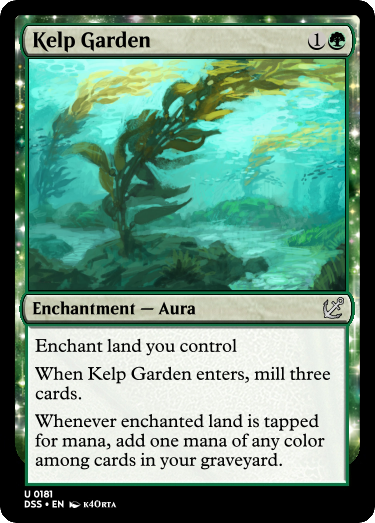 Kelp Garden 1
Enchantment — Aura
Enchant land you control
When Kelp Garden enters, mill three
cards.
Whenever enchanted land is tapped
for mana, add one mana of any color
among cards in your graveyard.
U 0181
DSS • EN K4ORTA